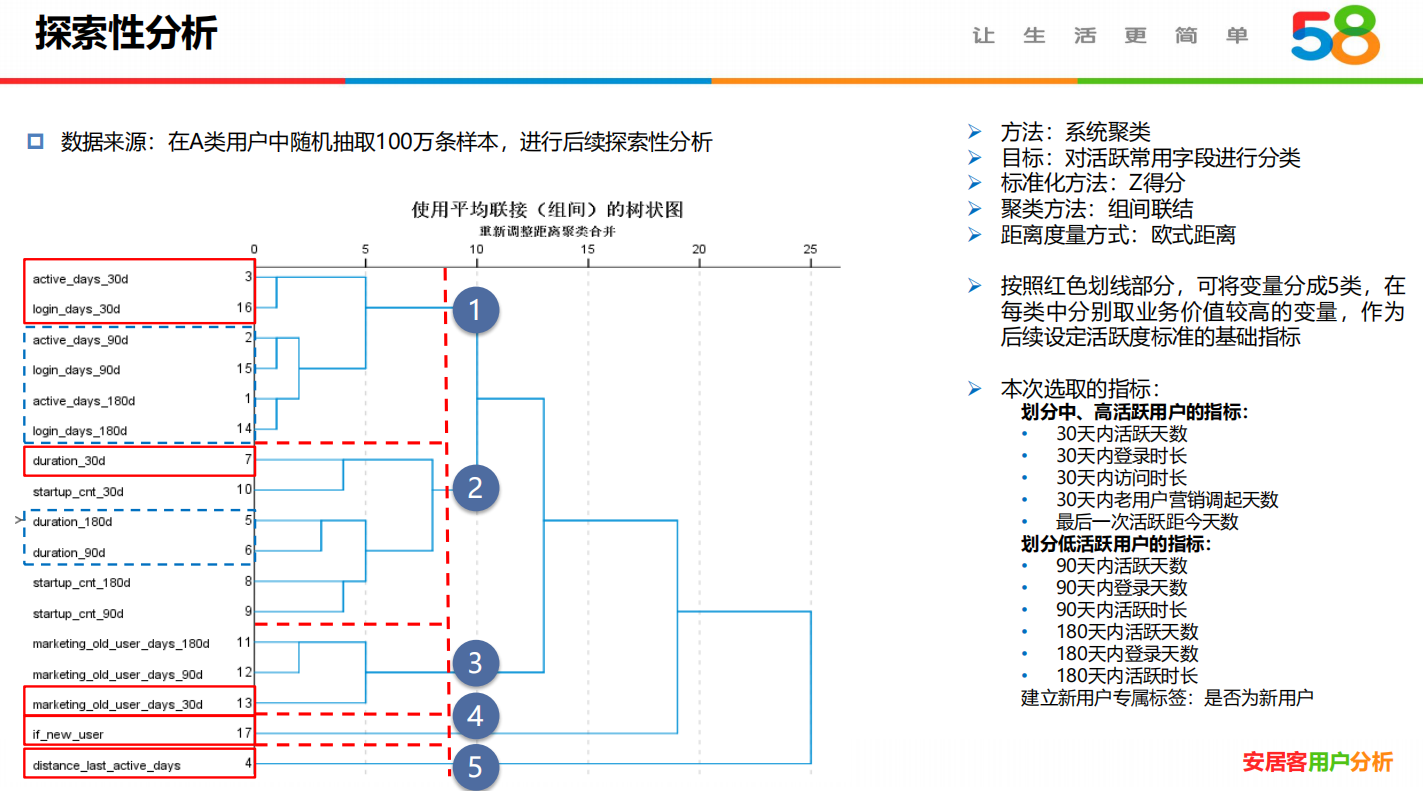 探索性分析
让生活更简单
58
数据来源：在A类用户中随机抽取100万条样本，进行后续探索性分析
使用平均联接（组间）的树状图
重新调整距离聚类合并
0 5 10 15 20 25
active_days_30d 3
login_days_30d 16
active_days_90d 2
login_days_90d 15
active_days_180d 1
login_days_180d 14
duration_30d 7
startup_cnt_30d 10
duration_180d 5
duration_90d 6
startup_cnt_180d 8
startup_cnt_90d 9
marketing_old_user_days_180d 11
marketing_old_user_days_90d 12
marketing_old_user_days_30d 13
if_new_user 17
distance_last_active_days 4
>
1
2
3
4
5
方法：系统聚类
目标：对活跃常用字段进行分类
标准化方法：Z得分
聚类方法：组间联结
距离度量方式：欧式距离
按照红色划线部分，可将变量分成5类，在
每类中分别取业务价值较高的变量，作为
后续设定活跃度标准的基础指标
本次选取的指标：
划分中、高活跃用户的指标：
30天内活跃天数
30天内登录时长
30天内访问时长
30天内老用户营销调起天数
最后一次活跃距今天数
划分低活跃用户的指标：
90天内活跃天数
90天内登录天数
90天内活跃时长
180天内活跃天数
180天内登录天数
180天内活跃时长
建立新用户专属标签：是否为新用户
安居客用户分析